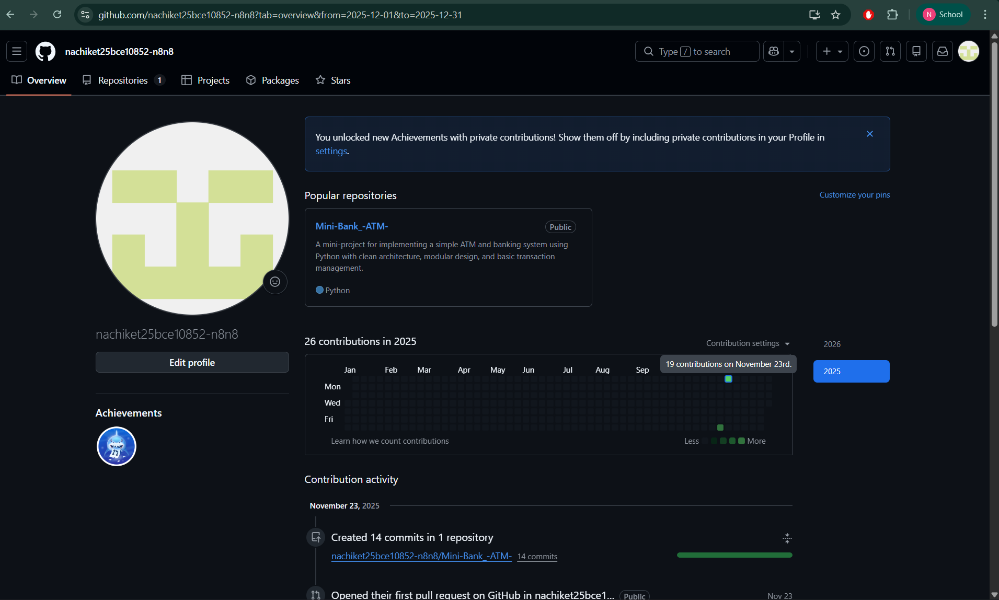 github.com/nachiket25bce10852-n8n8?tab=overview&from=2025-12-01&to=2025-12-31
N School
nachiket25bce10852-n8n8
Type / to search
Overview
Repositories 1
Projects
Packages
Stars
You unlocked new Achievements with private contributions! Show them off by including private contributions in your Profile in
settings.
Popular repositories
Customize your pins
Mini-Bank_-ATM-
Public
A mini-project for implementing a simple ATM and banking system using
Python with clean architecture, modular design, and basic transaction
management.
Python
nachiket25bce10852-n8n8
Edit profile
Achievements
26 contributions in 2025
Contribution settings
2026
2025
19 contributions on November 23rd.
Jan Feb Mar Apr May Jun Jul Aug Sep
Mon
Wed
Fri
Learn how we count contributions
Less More
Contribution activity
November 23, 2025
Created 14 commits in 1 repository
nachiket25bce10852-n8n8/Mini-Bank_-ATM- 14 commits
Opened their first pull request on GitHub in nachiket25bce1... Public Nov 23